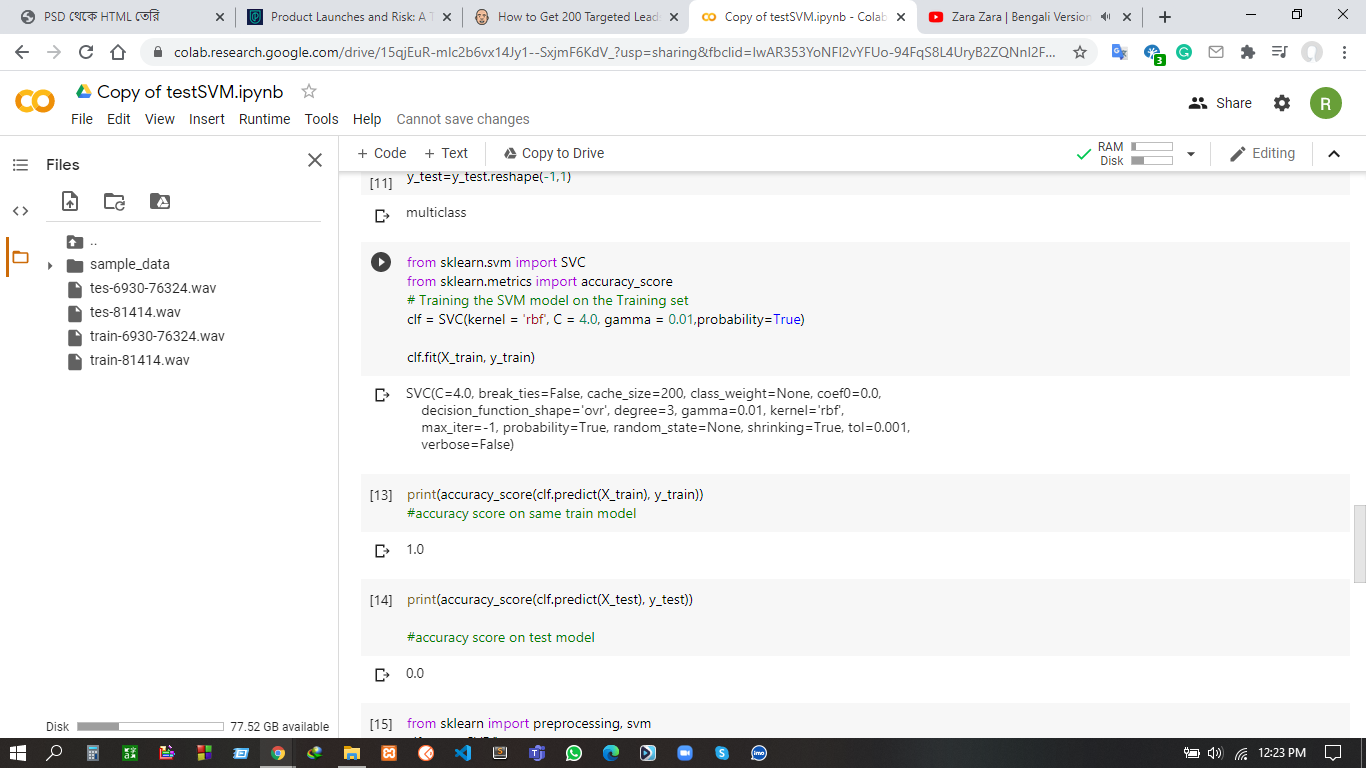 PSD থেকে HTML তৈরি
Product Launches and Risk: A T
How to Get 200 Targeted Lead
Copy of testSVM.ipynb - Colab
Zara Zara | Bengali Version
colab.research.google.com/drive/15qjEuR-mIc2b6vx14Jy1--SxjmF6KdV_?usp=sharing&fbclid=IwAR353YoNFl2vYFUo-94FqS8L4UryB2ZQNnI2F...
3
Copy of testSVM.ipynb
File Edit View Insert Runtime Tools Help Cannot save changes
Share
R
Files
+ Code + Text Copy to Drive
RAM
Disk
Editing
..
sample_data
tes-6930-76324.wav
tes-81414.wav
train-6930-76324.wav
train-81414.wav
Disk 77.52 GB available
[11] y_test=y_test.reshape(-1,1)
multiclass
from sklearn.svm import SVC
from sklearn.metrics import accuracy_score
# Training the SVM model on the Training set
clf = SVC(kernel = 'rbf', C = 4.0, gamma = 0.01,probability=True)
clf.fit(X_train, y_train)
SVC(C=4.0, break_ties=False, cache_size=200, class_weight=None, coef0=0.0,
decision_function_shape='ovr', degree=3, gamma=0.01, kernel='rbf',
max_iter=-1, probability=True, random_state=None, shrinking=True, tol=0.001,
verbose=False)
[13] print(accuracy_score(clf.predict(X_train), y_train))
#accuracy score on same train model
1.0
[14] print(accuracy_score(clf.predict(X_test), y_test))
#accuracy score on test model
0.0
[15] from sklearn import preprocessing, svm
12:23 PM